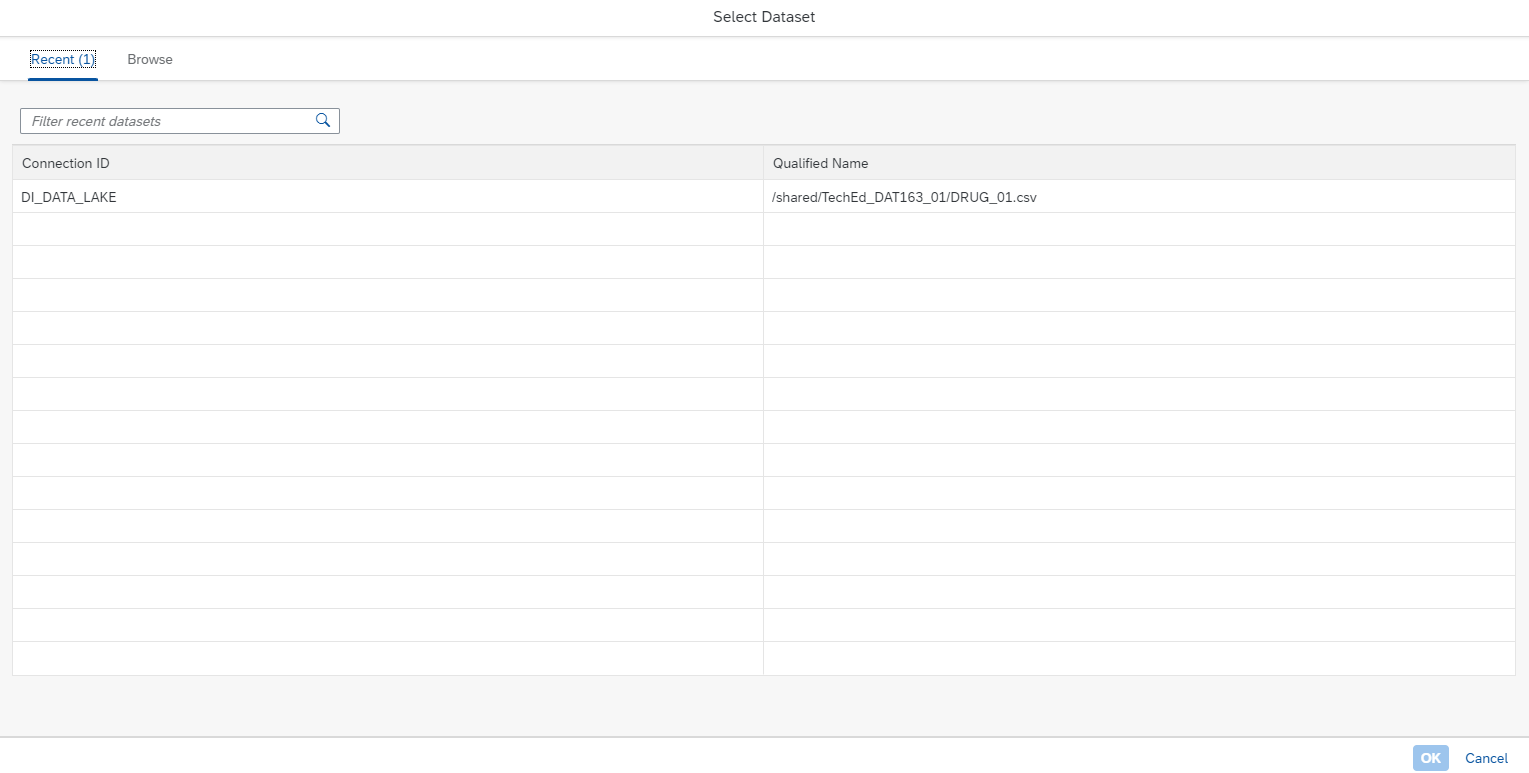 Select Dataset
Recent (1) Browse
Filter recent datasets
Connection ID Qualified Name
DI_DATA_LAKE /shared/TechEd_DAT163_01/DRUG_01.csv
OK Cancel